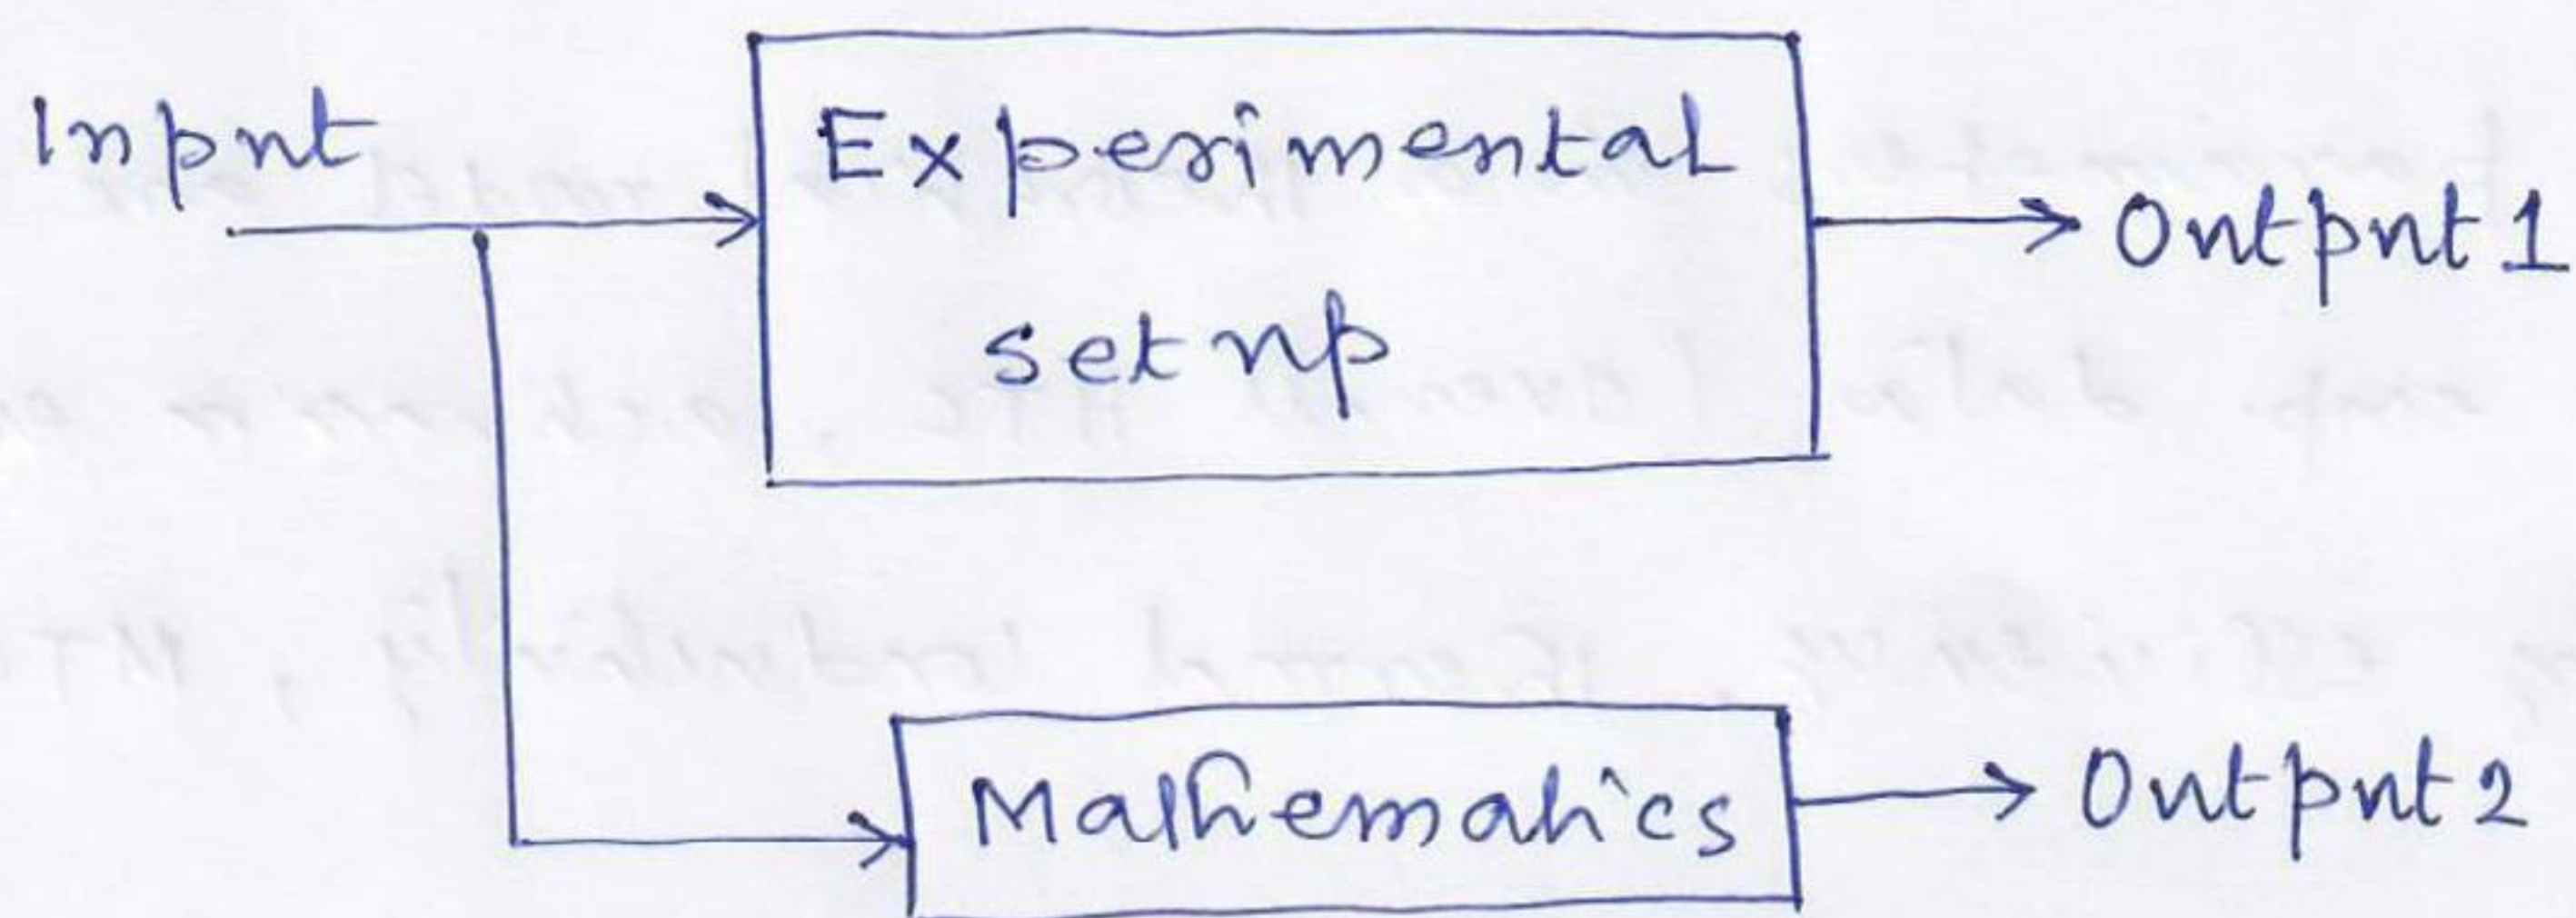 Input
Experimental
setup
Output 1
Mathematics
Output 2